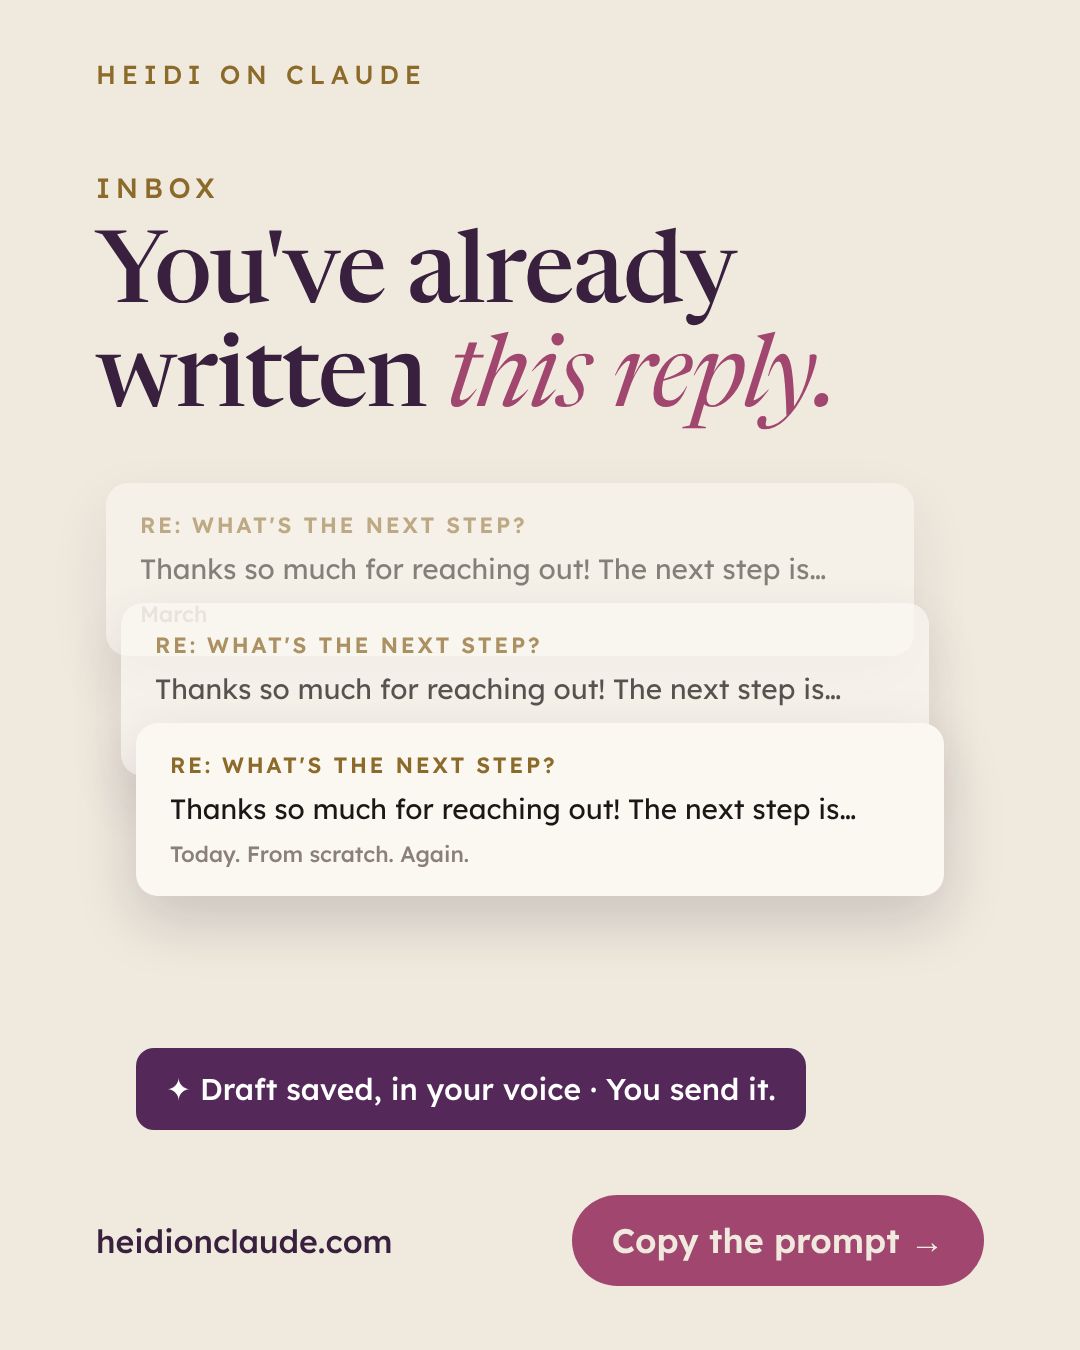 HEIDI ON CLAUDE
INBOX
You've already
written this reply.
RE: WHAT'S THE NEXT STEP?
Thanks so much for reaching out! The next step is…
March
RE: WHAT'S THE NEXT STEP?
Thanks so much for reaching out! The next step is…
RE: WHAT'S THE NEXT STEP?
Thanks so much for reaching out! The next step is…
Today. From scratch. Again.
✦ Draft saved, in your voice · You send it.
heidionclaude.com
Copy the prompt →